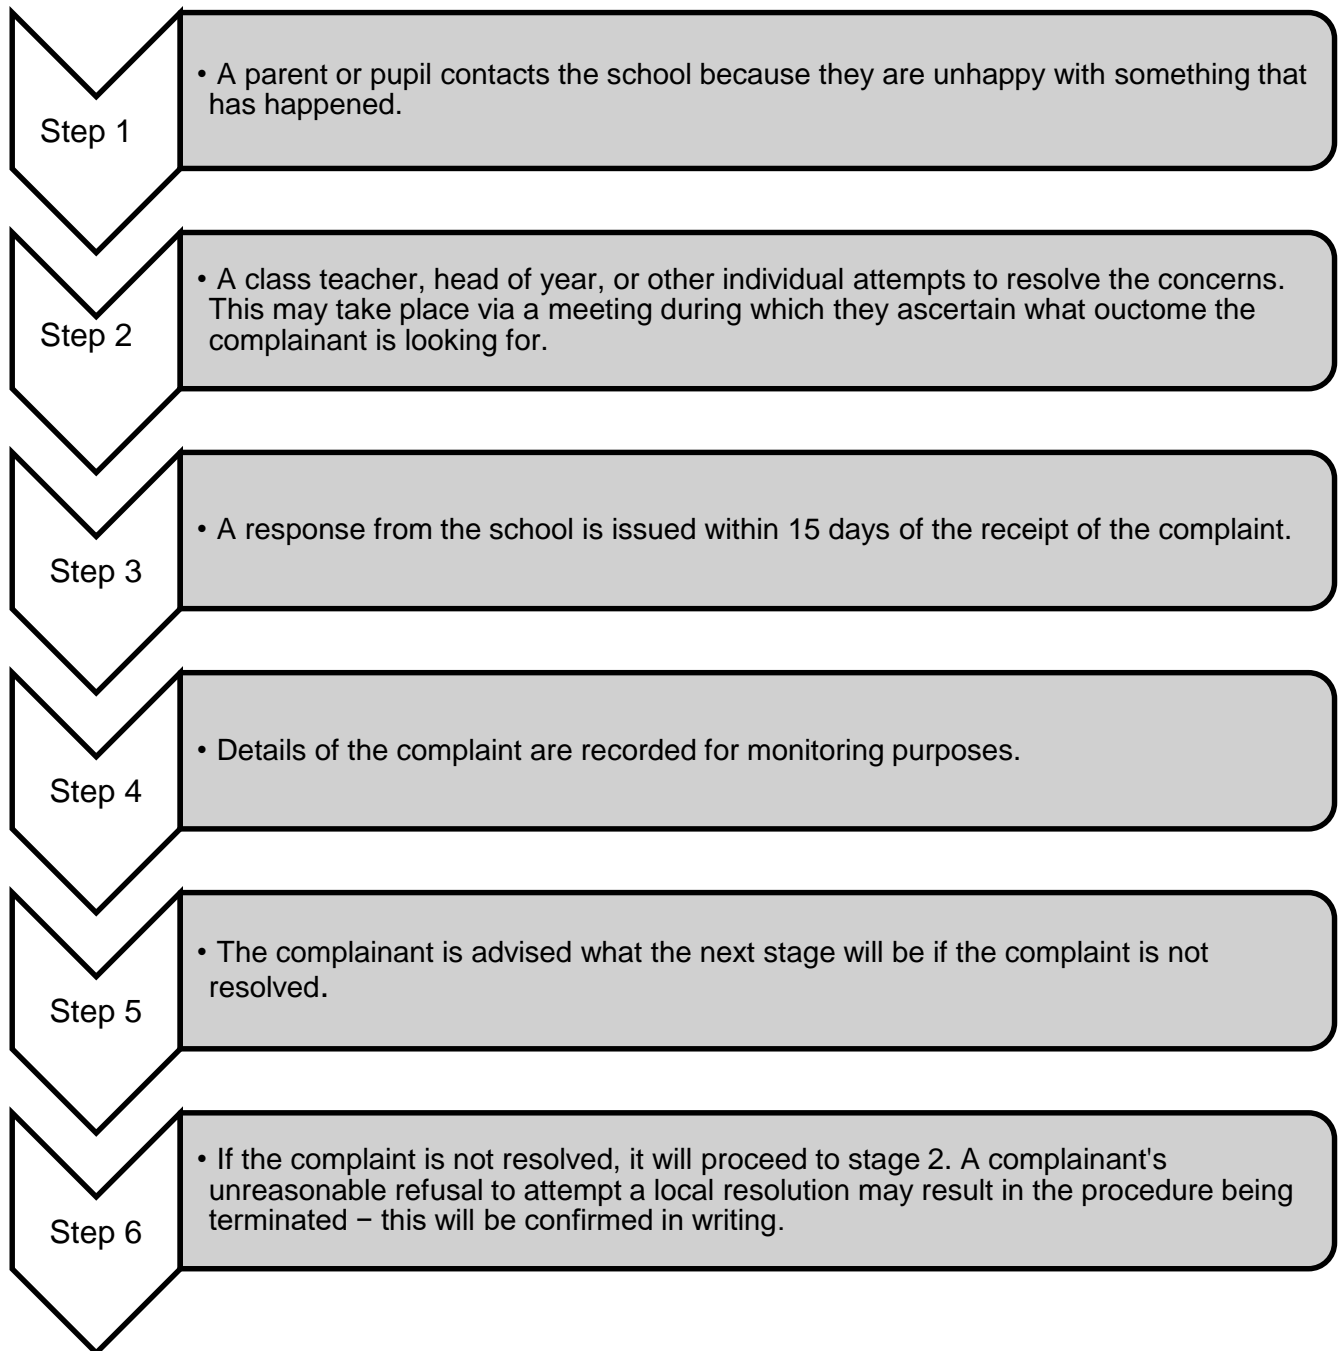 Step 1
• A parent or pupil contacts the school because they are unhappy with something that
has happened.
Step 2
• A class teacher, head of year, or other individual attempts to resolve the concerns.
This may take place via a meeting during which they ascertain what ouctome the
complainant is looking for.
Step 3
• A response from the school is issued within 15 days of the receipt of the complaint.
Step 4
• Details of the complaint are recorded for monitoring purposes.
Step 5
• The complainant is advised what the next stage will be if the complaint is not
resolved.
Step 6
• If the complaint is not resolved, it will proceed to stage 2. A complainant's
unreasonable refusal to attempt a local resolution may result in the procedure being
terminated – this will be confirmed in writing.